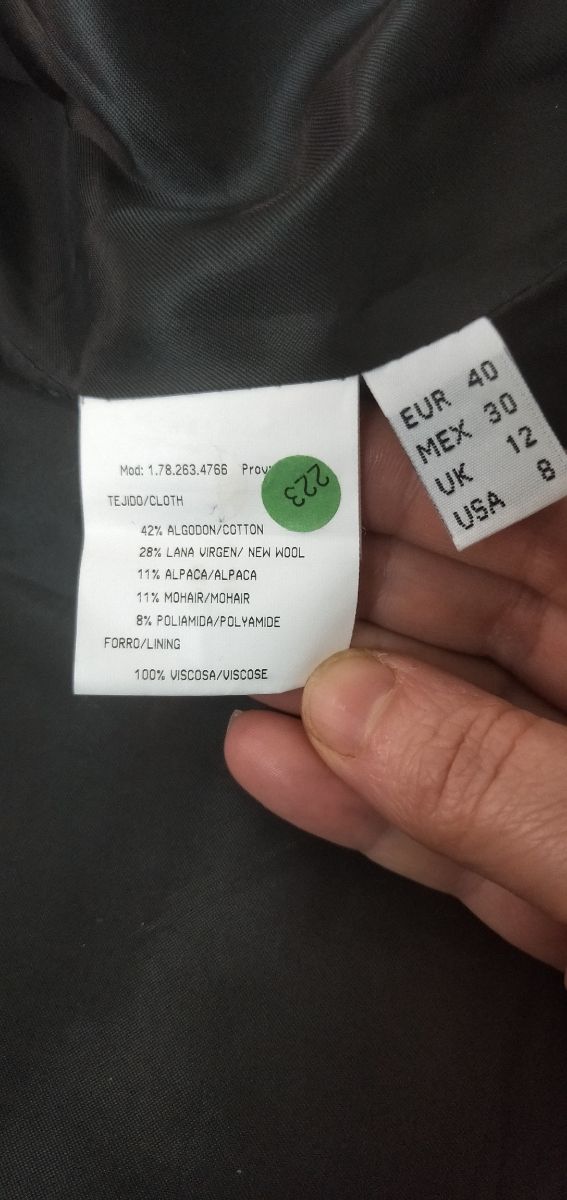 Mod: 1.78.263.4766 Prov
223
TEJIDO/CLOTH
42% ALGODON/COTTON
28% LANA VIRGEN/ NEW WOOL
11% ALPACA/ALPACA
11% MOHAIR/MOHAIR
8% POLIAMIDA/POLYAMIDE
FORRO/LINING
100% VISCOSA/VISCOSE
EUR 40
MEX 30
UK 12
USA 8